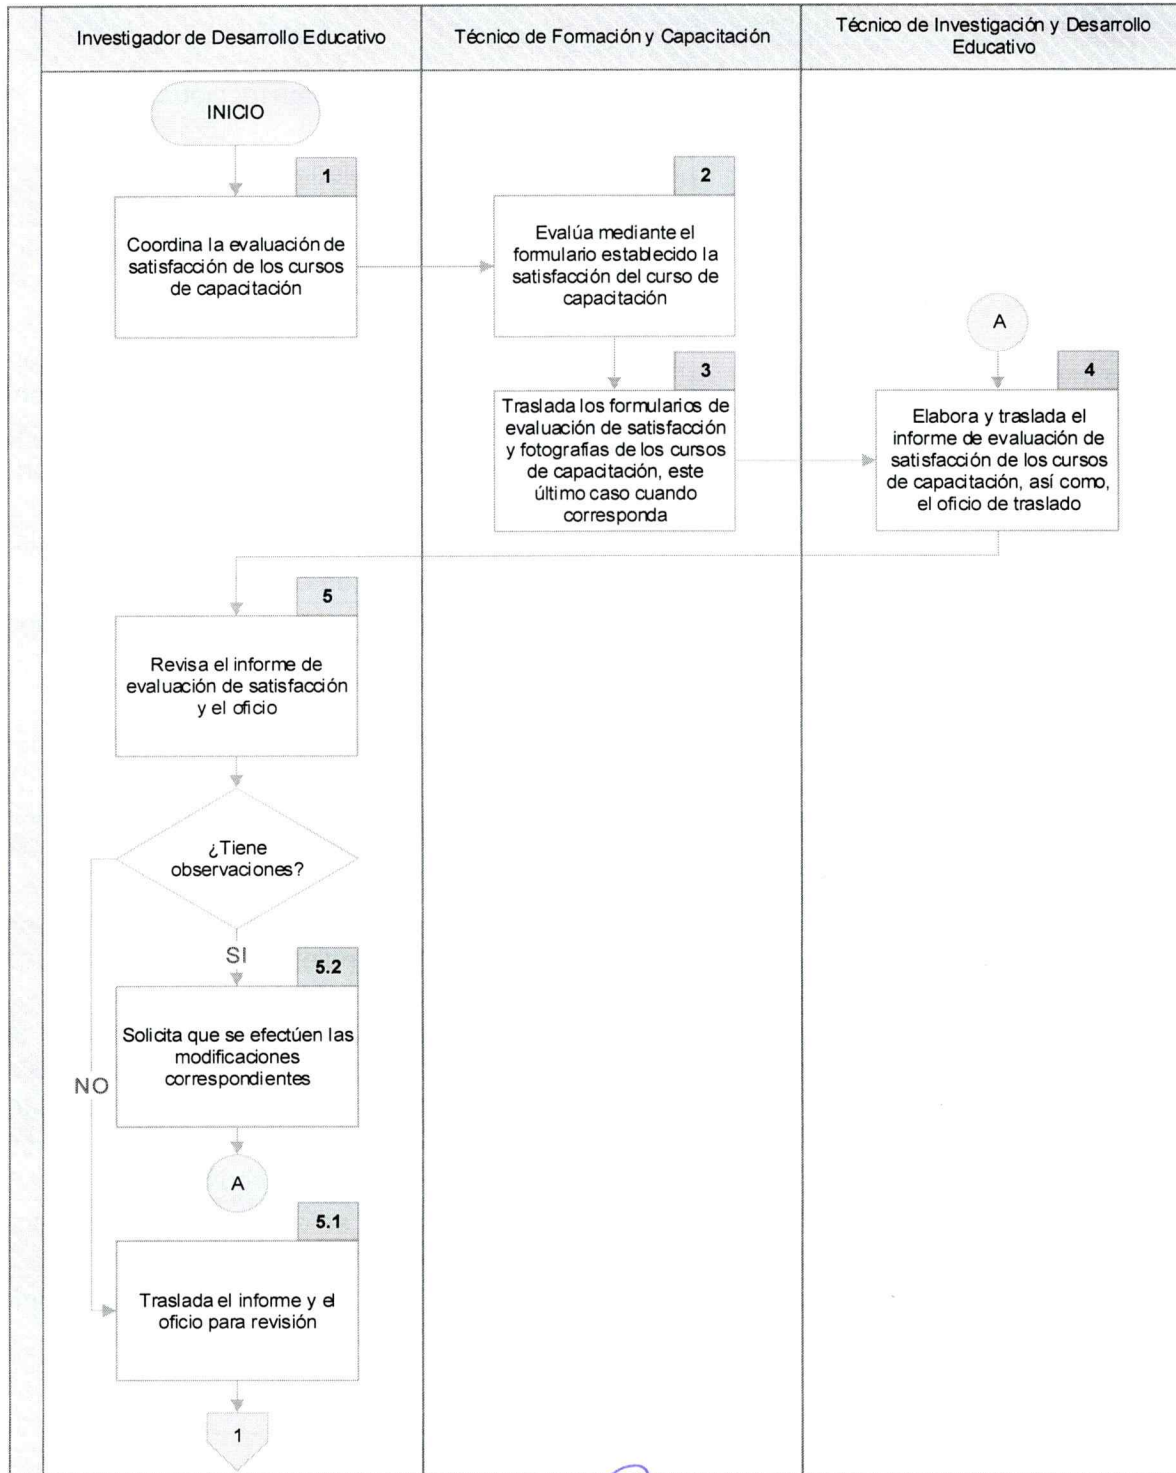 Investigador de Desarrollo Educativo
Técnico de Formación y Capacitación
Técnico de Investigación y Desarrollo
Educativo
INICIO
1
Coordina la evaluación de
satisfacción de los cursos
de capacitación
2
Evalúa mediante el
formulario establecido la
satisfacción del curso de
capacitación
3
Traslada los formularios de
evaluación de satisfacción
y fotografías de los cursos
de capacitación, este
último caso cuando
corresponda
A
4
Elabora y traslada el
informe de evaluación de
satisfacción de los cursos
de capacitación, así como,
el oficio de traslado
5
Revisa el informe de
evaluación de satisfacción
y el oficio
¿Tiene
observaciones?
SI
5.2
Solicita que se efectúen las
modificaciones
correspondientes
NO
A
5.1
Traslada el informe y el
oficio para revisión
1